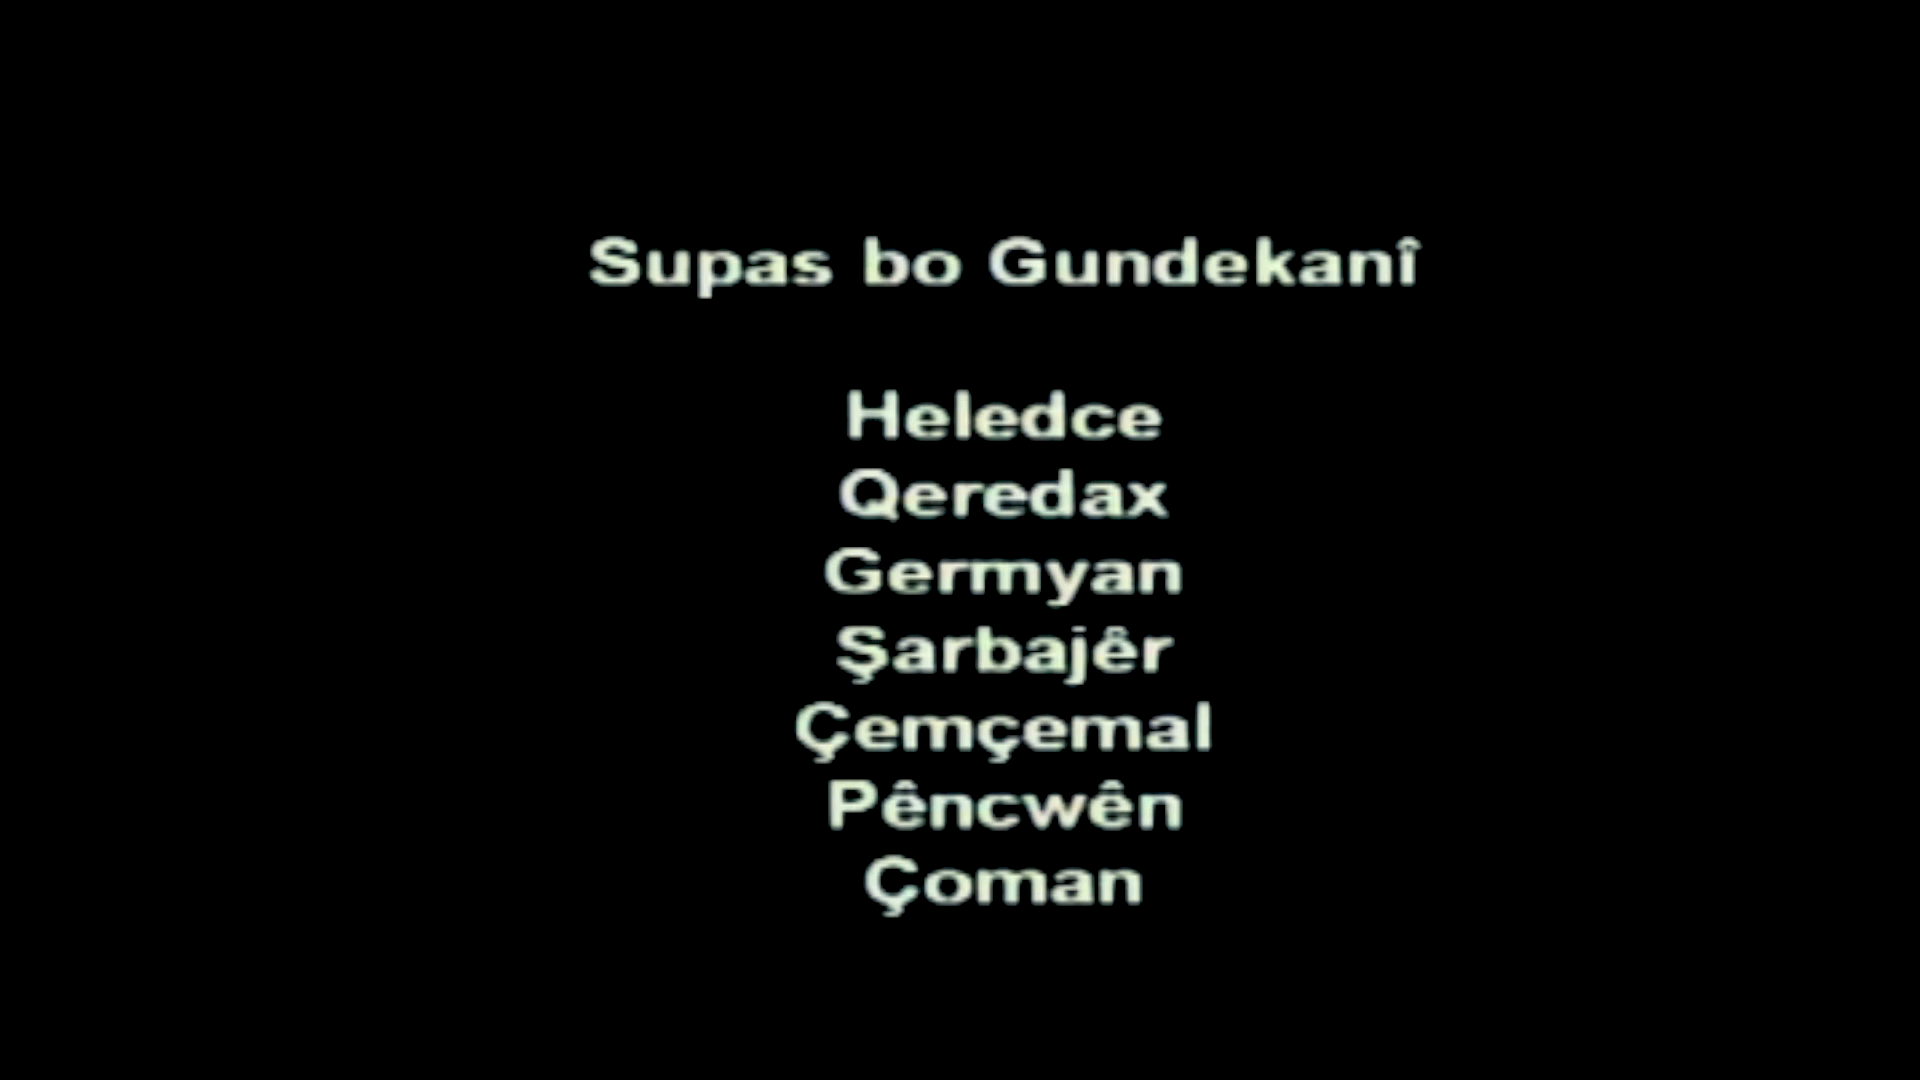 Supas bo Gundekanî
Heledce
Qeredax
Germyan
Şarbajêr
Çemçemal
Pêncwên
Çoman